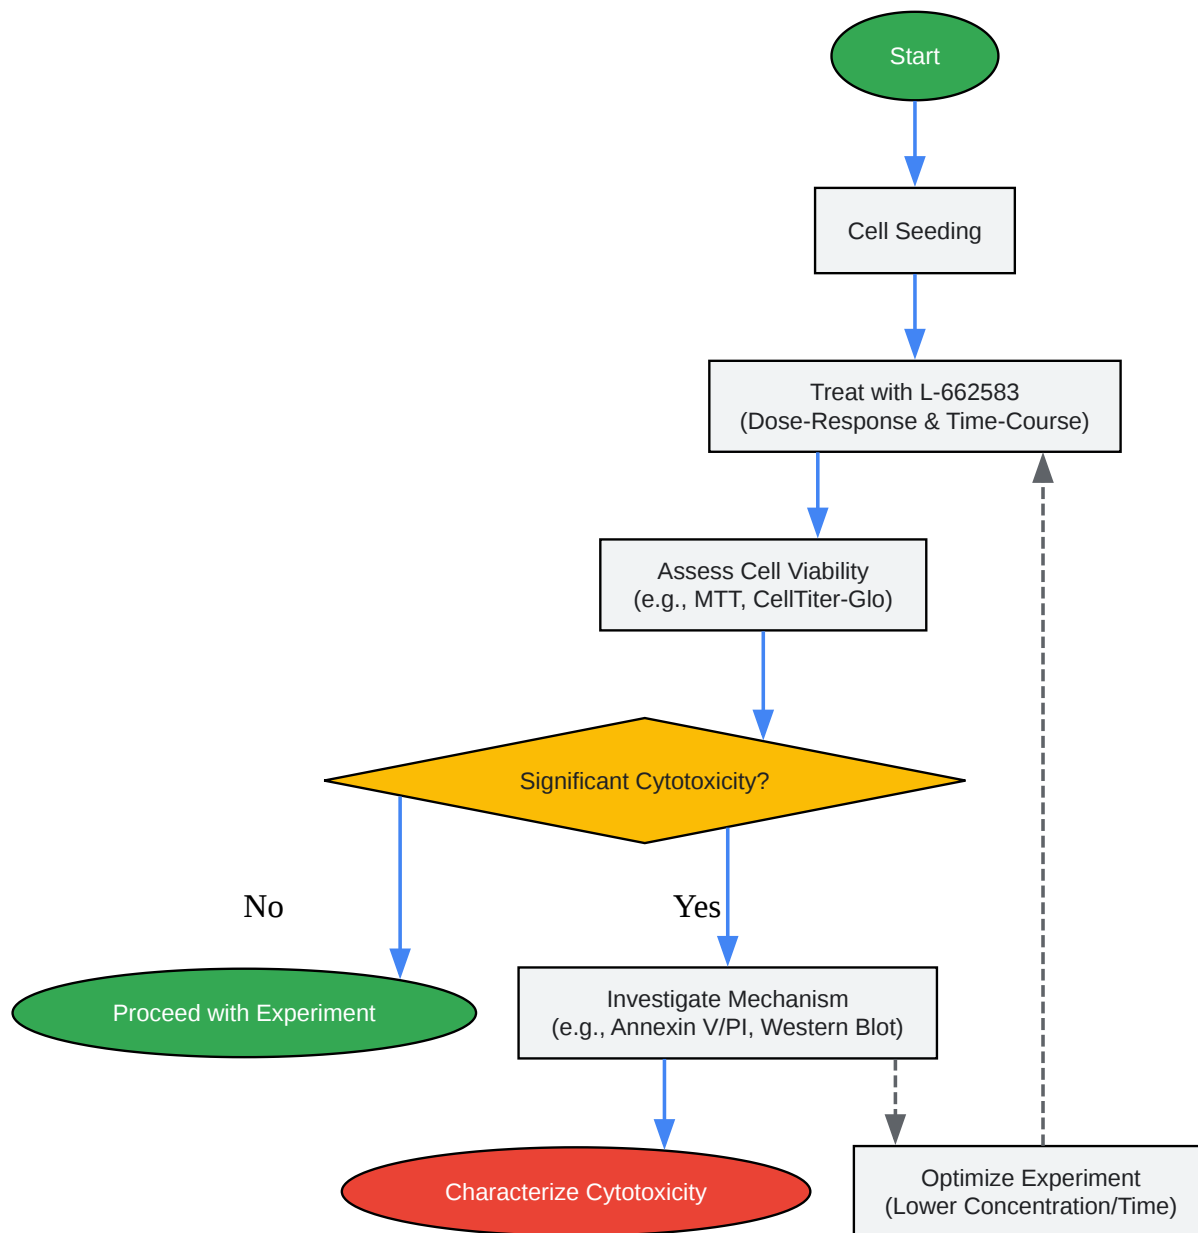 Start
Cell Seeding
Treat with L-662583
(Dose-Response & Time-Course)
Assess Cell Viability
(e.g., MTT, CellTiter-Glo)
Significant Cytotoxicity?
No
Yes
Proceed with Experiment
Investigate Mechanism
(e.g., Annexin V/PI, Western Blot)
Characterize Cytotoxicity
Optimize Experiment
(Lower Concentration/Time)